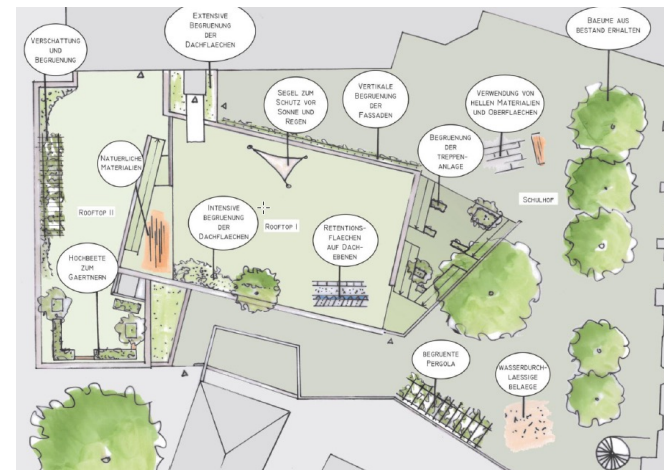 VERSCHATTUNG
UND
BEGRUENUNG
EXTENSIVE
BEGRUENUNG
DER
DACHFLAECHEN
BAEUME AUS
BESTAND ERHALTEN
SEGEL ZUM
SCHUTZ VOR
SONNE UND
REGEN
VERTIKALE
BEGRUENUNG
DER
FASSADEN
VERWENDUNG VON
HELLEN MATERIALIEN
UND OBERFLAECHEN
BEGRUENUNG
DER
TREPPEN-
ANLAGE
NATUERLICHE
MATERIALIEN
SCHULHOF
ROOFTOP II
INTENSIVE
BEGRUENUNG
DER
DACHFLAECHEN
ROOFTOP I
RETENTIONS-
FLAECHEN
AUF DACH-
EBENEN
HOCHBEETE
ZUM
GAERTNERN
BEGRUENTE
PERGOLA
WASSERDURCH-
LAESSIGE
BELAEGE